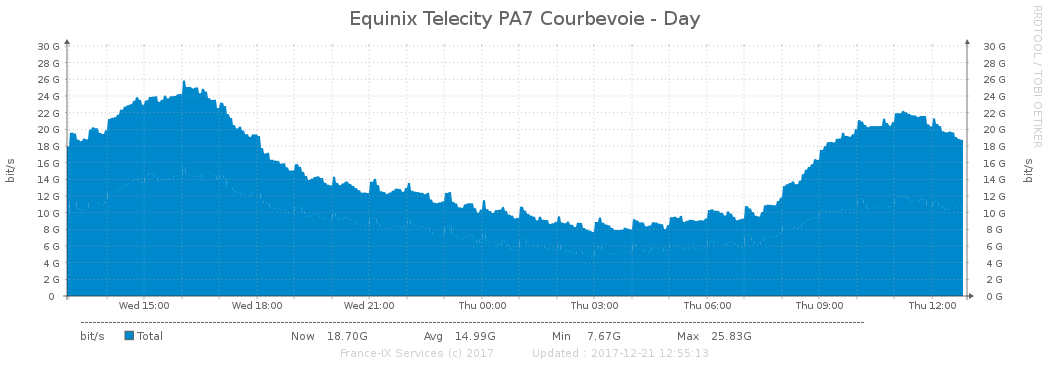 Equinix Telecity PA7 Courbevoie - Day
RRDTOOL / TOBI OETIKER
bit/s
bit/s
30 G 30 G
28 G 28 G
26 G 26 G
24 G 24 G
22 G 22 G
20 G 20 G
18 G 18 G
16 G 16 G
14 G 14 G
12 G 12 G
10 G 10 G
8 G 8 G
6 G 6 G
4 G 4 G
2 G 2 G
0 0 G
Wed 15:00 Wed 18:00 Wed 21:00 Thu 00:00 Thu 03:00 Thu 06:00 Thu 09:00 Thu 12:00
bit/s Total Now 18.70G Avg 14.99G Min 7.67G Max 25.83G
France-IX Services (c) 2017 Updated : 2017-12-21 12:55:13